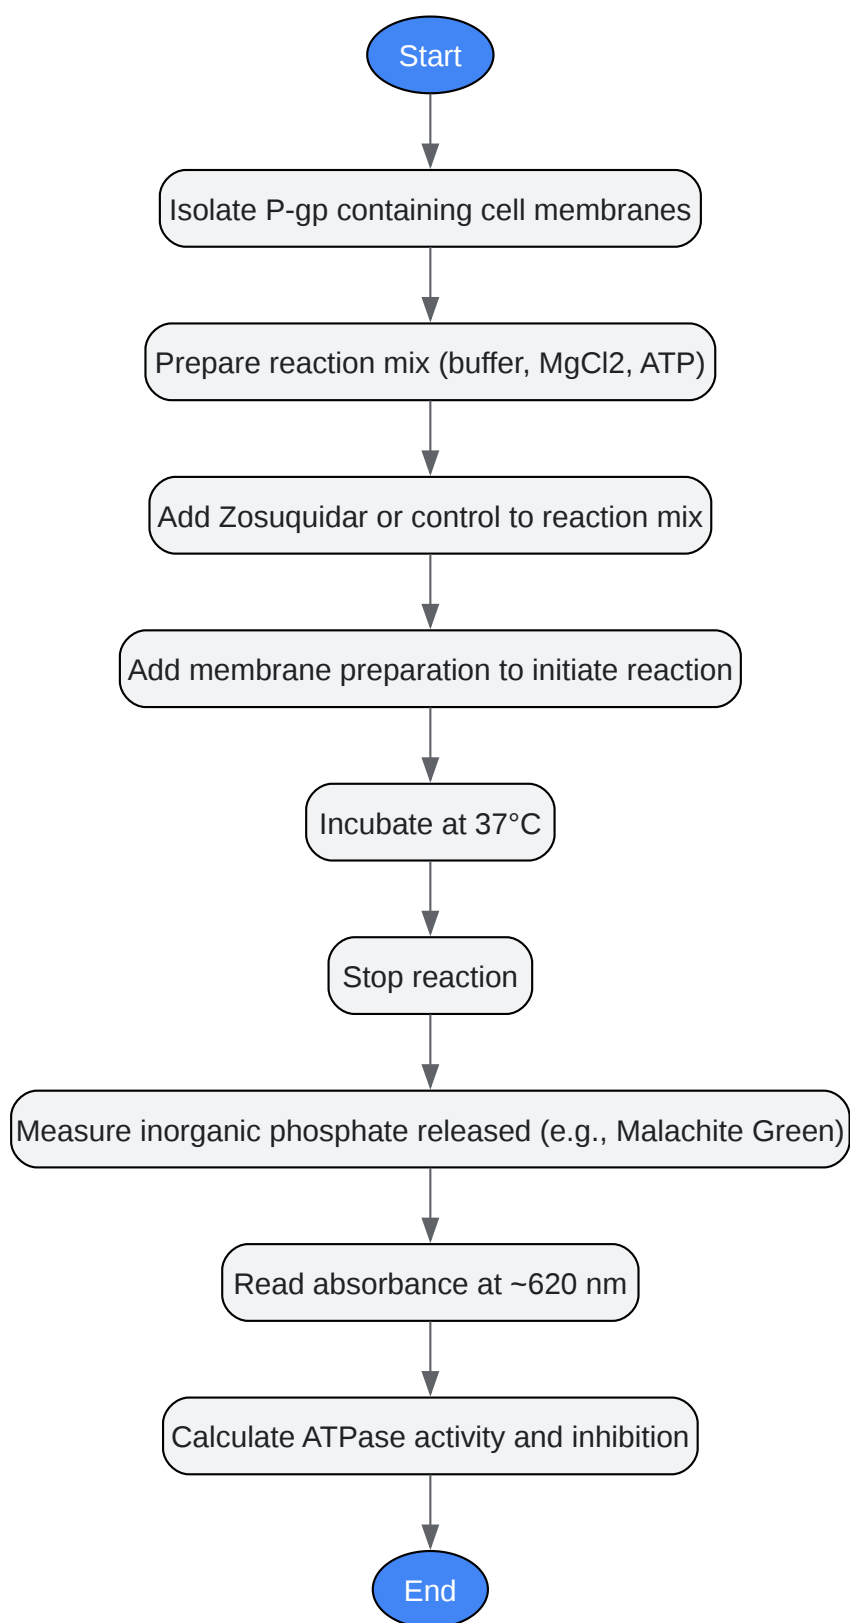 Start
Isolate P-gp containing cell membranes
Prepare reaction mix (buffer, MgCl2, ATP)
Add Zosuquidar or control to reaction mix
Add membrane preparation to initiate reaction
Incubate at 37°C
Stop reaction
Measure inorganic phosphate released (e.g., Malachite Green)
Read absorbance at ~620 nm
Calculate ATPase activity and inhibition
End